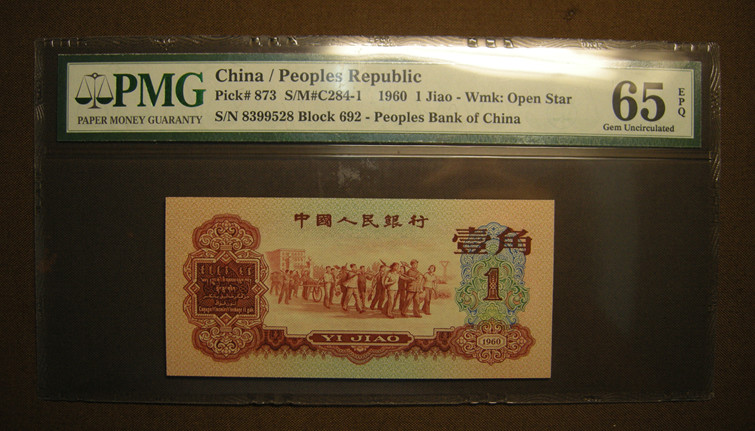 PMG
PAPER MONEY GUARANTY
China / Peoples Republic
Pick# 873 S/M#C284-1 1960 1 Jiao - Wmk: Open Star
S/N 8399528 Block 692 - Peoples Bank of China
65
EPQ
Gem Uncirculated
中國人民銀行
壹角
1
YI JIAO
1960